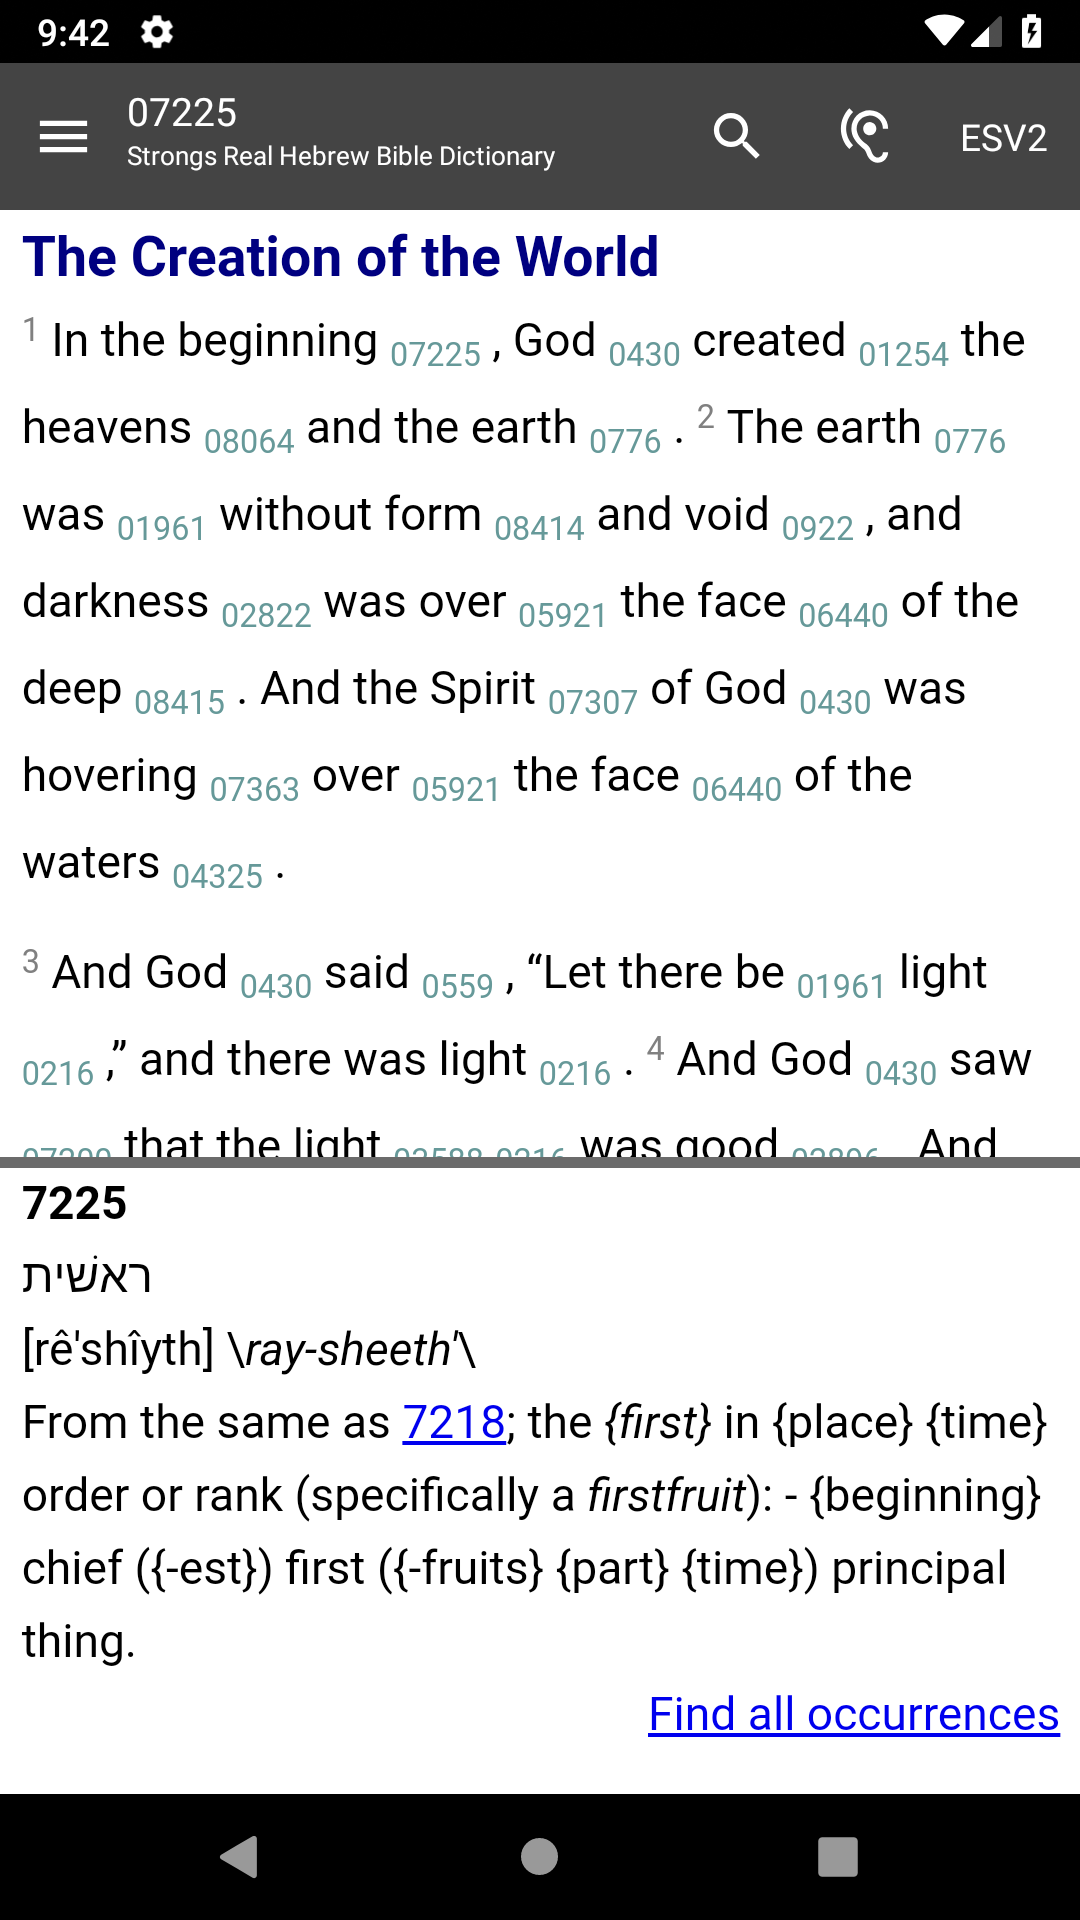 9:42
07225
Strongs Real Hebrew Bible Dictionary
ESV2
The Creation of the World
1 In the beginning 07225 , God 0430 created 01254 the
heavens 08064 and the earth 0776 . 2 The earth 0776
was 01961 without form 08414 and void 0922 , and
darkness 02822 was over 05921 the face 06440 of the
deep 08415 . And the Spirit 07307 of God 0430 was
hovering 07363 over 05921 the face 06440 of the
waters 04325 .
3 And God 0430 said 0559 , “Let there be 01961 light
0216 ,” and there was light 0216 . 4 And God 0430 saw
07200 that the light 03588 0216 was good 02896 . And
7225
ראשׁית
[rê'shîyth] \ray-sheeth'\
From the same as 7218; the {first} in {place} {time}
order or rank (specifically a firstfruit): - {beginning}
chief ({-est}) first ({-fruits} {part} {time}) principal
thing.
Find all occurrences